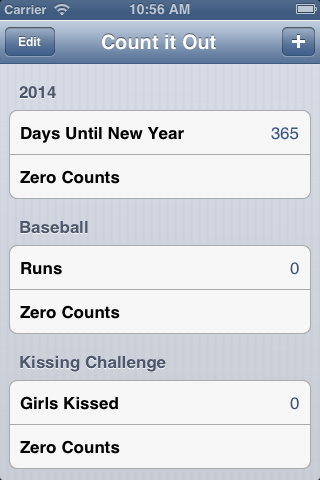 Carrier 10:56 AM
Edit Count it Out +
2014
Days Until New Year 365
Zero Counts
Baseball
Runs 0
Zero Counts
Kissing Challenge
Girls Kissed 0
Zero Counts